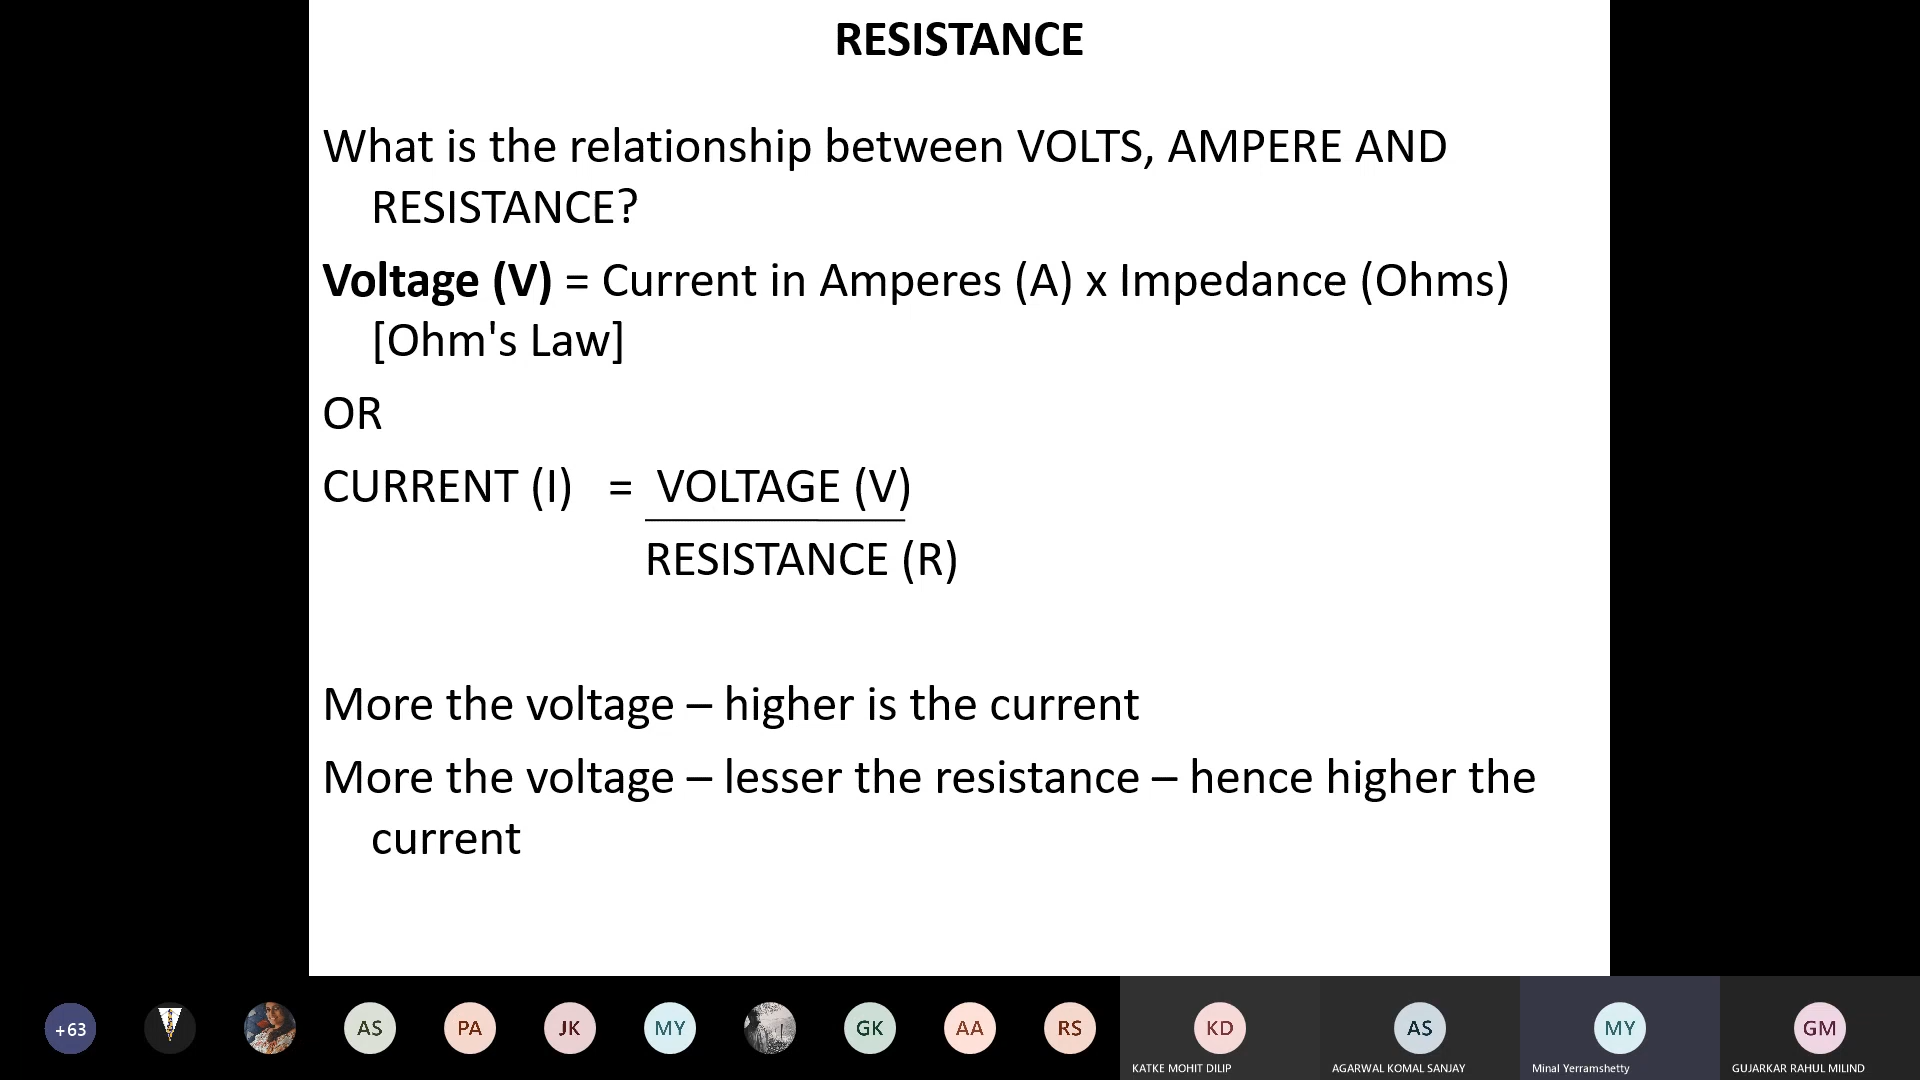 RESISTANCE
What is the relationship between VOLTS, AMPERE AND
RESISTANCE?
Voltage (V) = Current in Amperes (A) x Impedance (Ohms)
[Ohm's Law]
OR
CURRENT (I) = VOLTAGE (V)
RESISTANCE (R)
More the voltage – higher is the current
More the voltage – lesser the resistance – hence higher the
current
+63
AS
PA
JK
MY
GK
AA
RS
KD
AS
MY
GM
KATKE MOHIT DILIP
AGARWAL KOMAL SANJAY
Minal Yerramshetty
GUJARKAR RAHUL MILIND